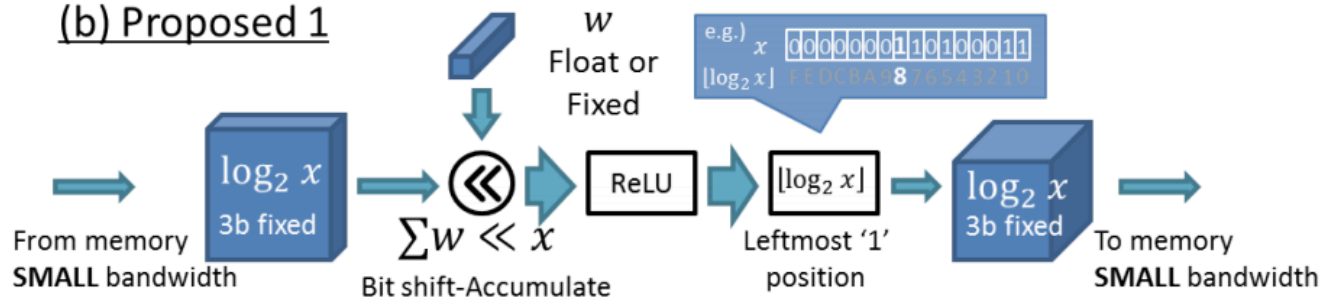 (b) Proposed 1
w
Float or
Fixed
e.g.) x 0000000110100011
⌊log₂ x⌋ FEDCBA9876543210
log₂ x
3b fixed
≪
ReLU
⌊log₂ x⌋
log₂ x
3b fixed
From memory
SMALL bandwidth
∑w ≪ x
Bit shift-Accumulate
Leftmost ‘1’
position
To memory
SMALL bandwidth